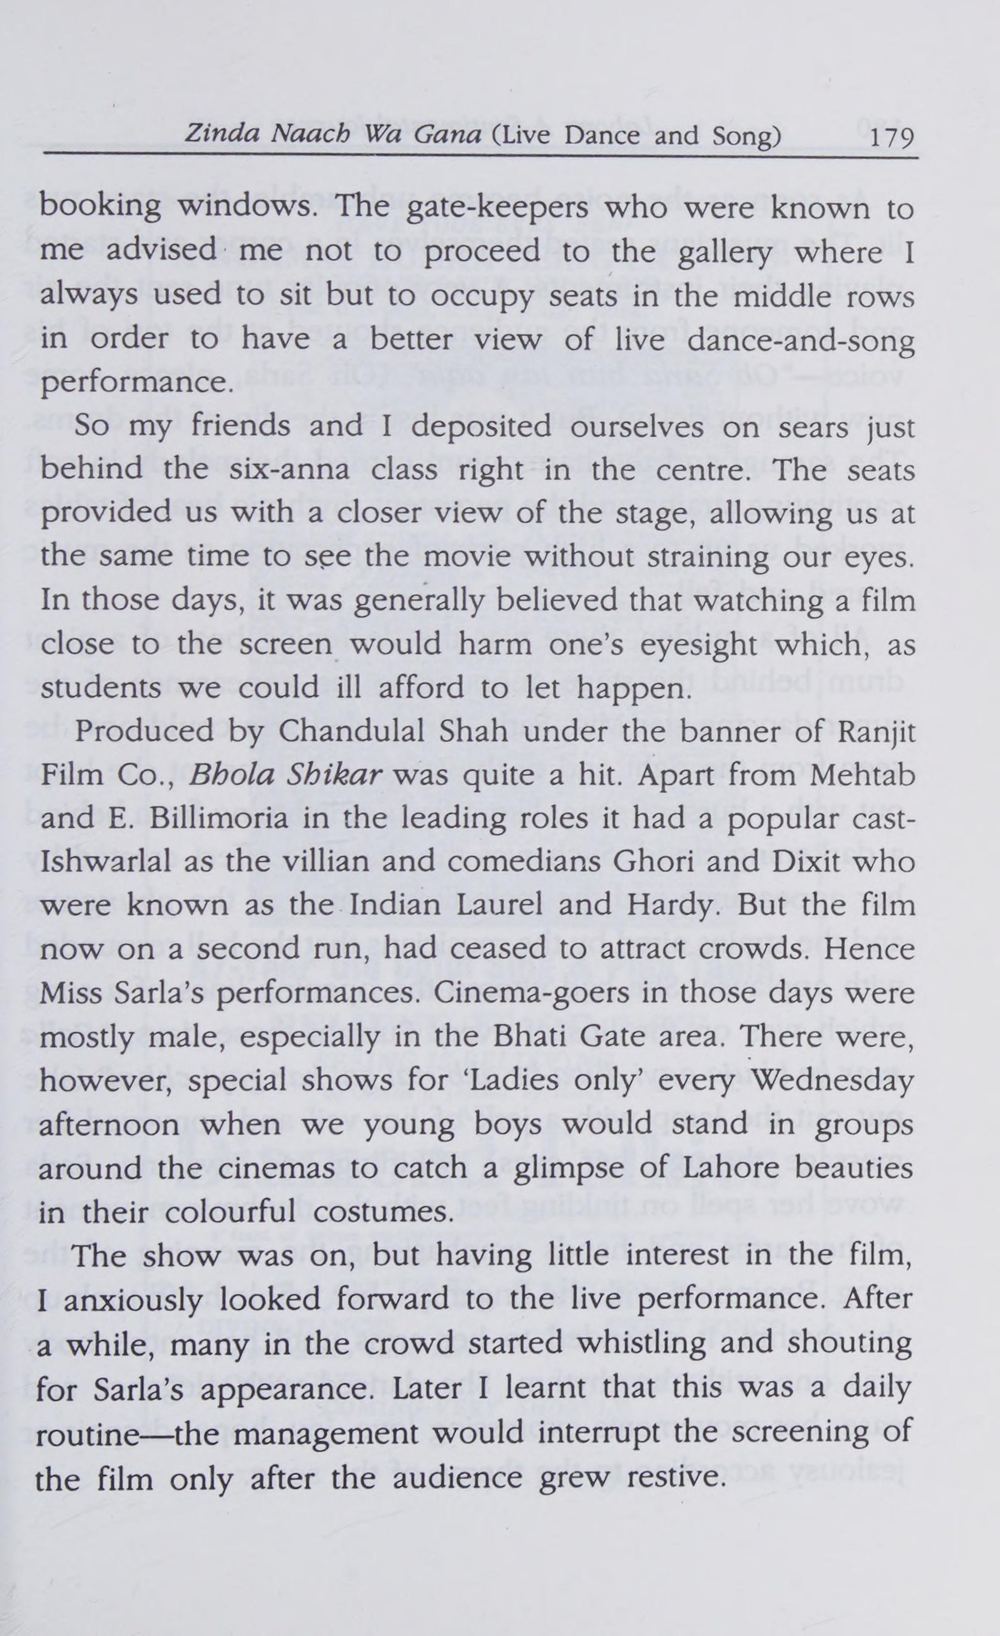 Zinda Naach Wa Gana (Live Dance and Song) 179
booking windows. The gate-keepers who were known to
me advised me not to proceed to the gallery where I
always used to sit but to occupy seats in the middle rows
in order to have a better view of live dance-and-song
performance.
So my friends and I deposited ourselves on sears just
behind the six-anna class right in the centre. The seats
provided us with a closer view of the stage, allowing us at
the same time to see the movie without straining our eyes.
In those days, it was generally believed that watching a film
close to the screen would harm one's eyesight which, as
students we could ill afford to let happen.
Produced by Chandulal Shah under the banner of Ranjit
Film Co., Bhola Shikar was quite a hit. Apart from Mehtab
and E. Billimoria in the leading roles it had a popular cast-
Ishwarlal as the villian and comedians Ghori and Dixit who
were known as the Indian Laurel and Hardy. But the film
now on a second run, had ceased to attract crowds. Hence
Miss Sarla's performances. Cinema-goers in those days were
mostly male, especially in the Bhati Gate area. There were,
however, special shows for 'Ladies only' every Wednesday
afternoon when we young boys would stand in groups
around the cinemas to catch a glimpse of Lahore beauties
in their colourful costumes.
The show was on, but having little interest in the film,
I anxiously looked forward to the live performance. After
a while, many in the crowd started whistling and shouting
for Sarla's appearance. Later I learnt that this was a daily
routine—the management would interrupt the screening of
the film only after the audience grew restive.